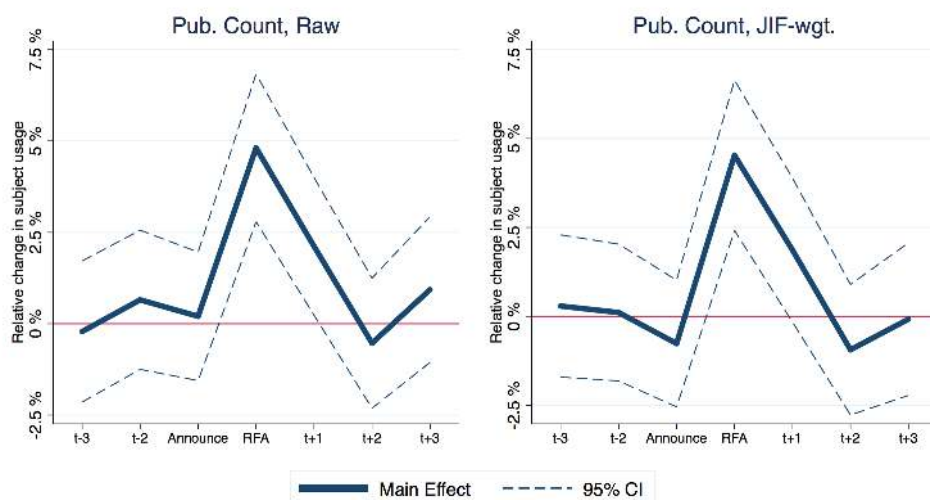 Pub. Count, Raw
Relative change in subject usage
7.5 %
5 %
2.5 %
0 %
-2.5 %
t-3 t-2 Announce RFA t+1 t+2 t+3
Pub. Count, JIF-wgt.
Relative change in subject usage
7.5 %
5 %
2.5 %
0 %
-2.5 %
t-3 t-2 Announce RFA t+1 t+2 t+3
Main Effect 95% CI